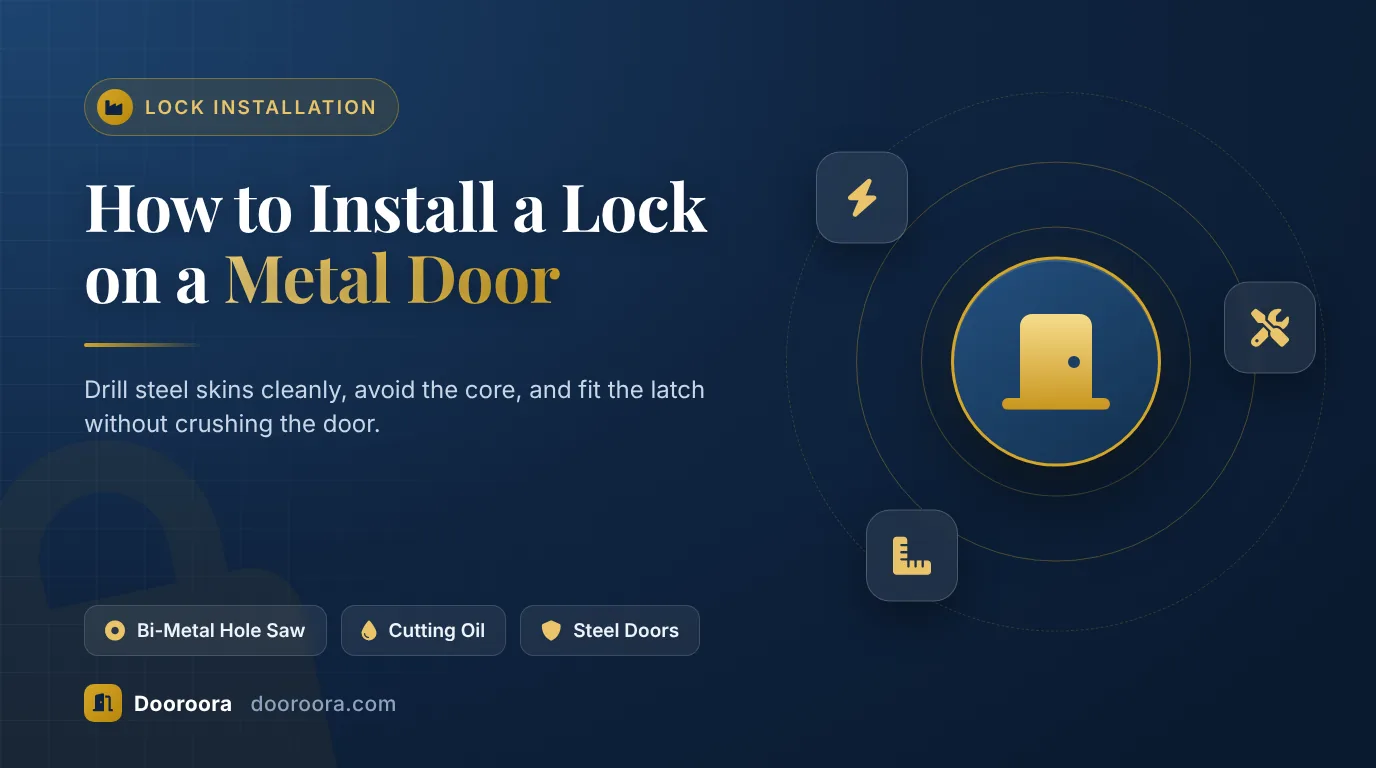 LOCK INSTALLATION
How to Install a Lock
on a Metal Door
Drill steel skins cleanly, avoid the core, and fit the latch
without crushing the door.
Bi-Metal Hole Saw
Cutting Oil
Steel Doors
Dooroora dooroora.com